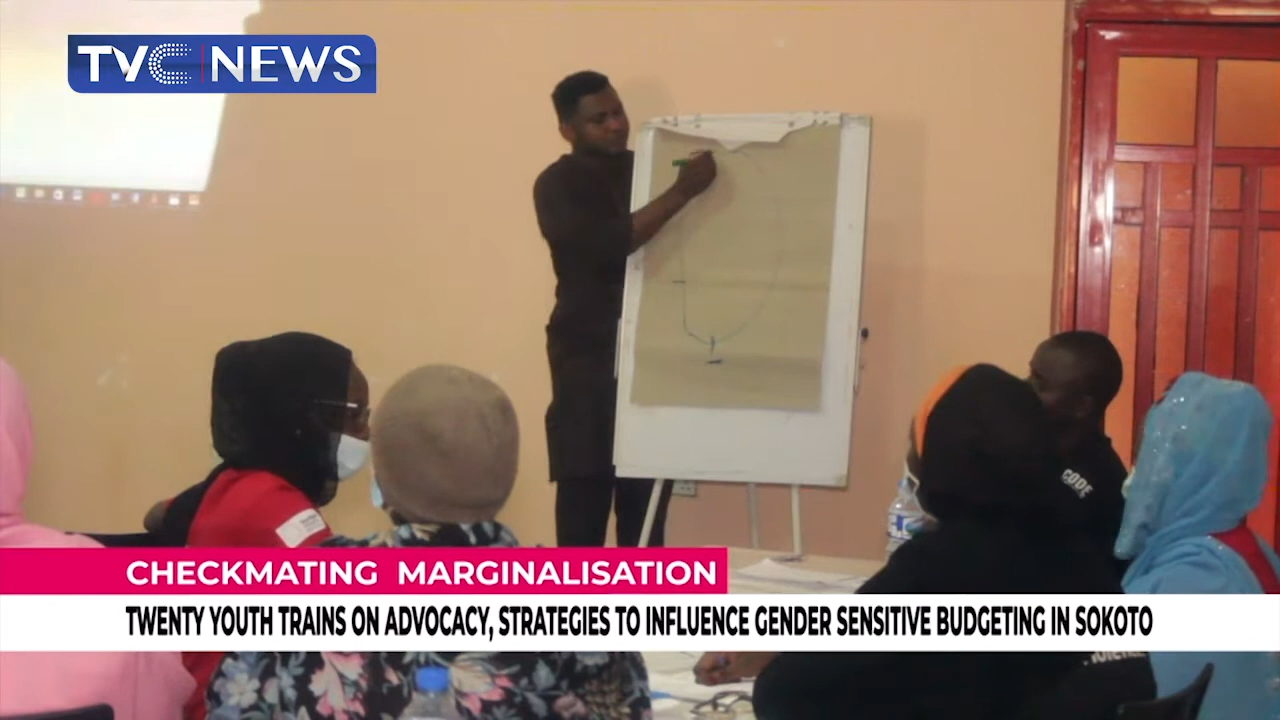 TVC NEWS
CODE
CHECKMATING MARGINALISATION
TWENTY YOUTH TRAINS ON ADVOCACY, STRATEGIES TO INFLUENCE GENDER SENSITIVE BUDGETING IN SOKOTO